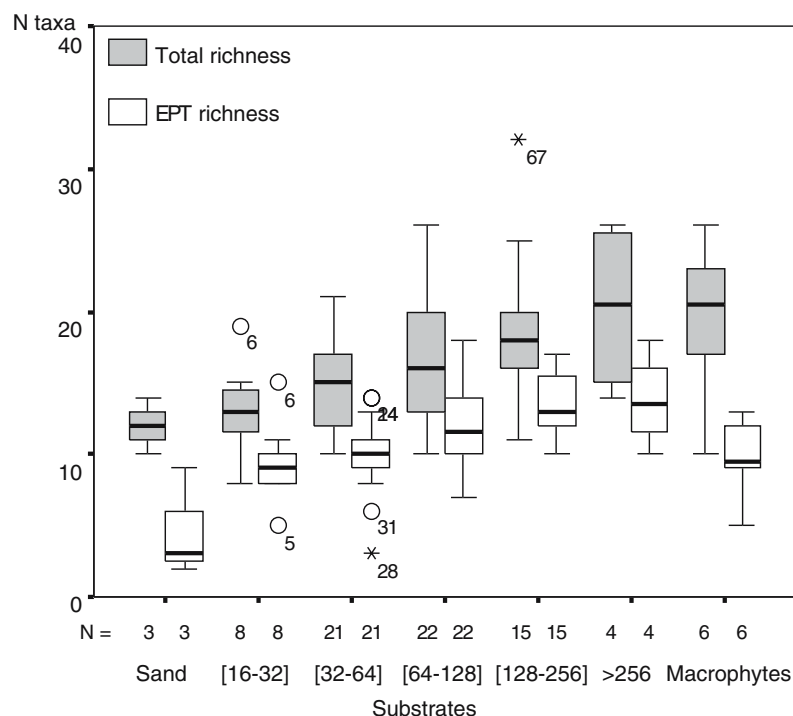 N taxa
40
Total richness
EPT richness
67
30
20
6
6
14
10
31
5
28
0
N = 3 3 8 8 21 21 22 22 15 15 4 4 6 6
Sand [16-32] [32-64] [64-128] [128-256] >256 Macrophytes
Substrates